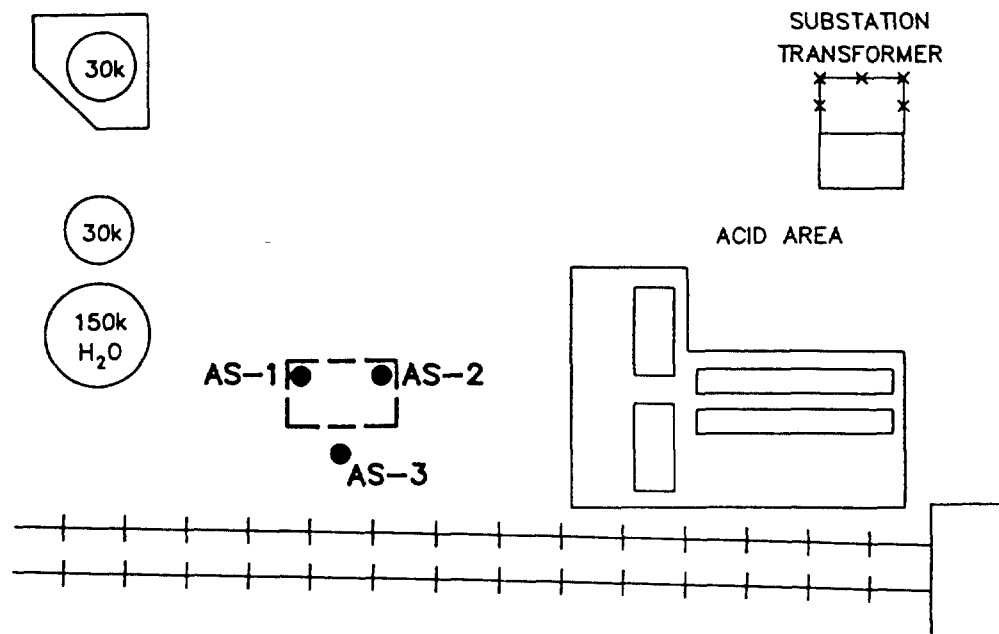 SUBSTATION
TRANSFORMER
30k
30k
ACID AREA
150k
H₂O
AS-1
AS-2
AS-3